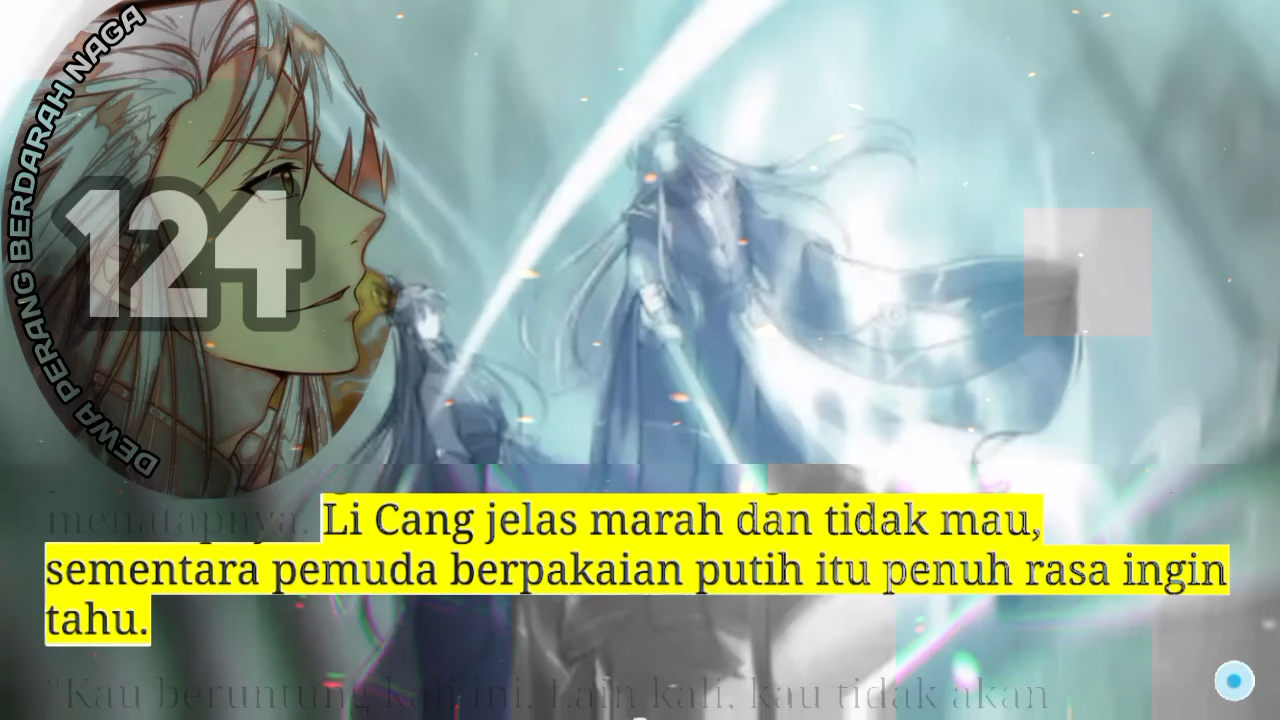 DEWA PERANG BERDARAH NAGA
124
menatapnya. Li Cang jelas marah dan tidak mau,
sementara pemuda berpakaian putih itu penuh rasa ingin
tahu.
"Kau beruntung kali ini. Lain kali, kau tidak akan